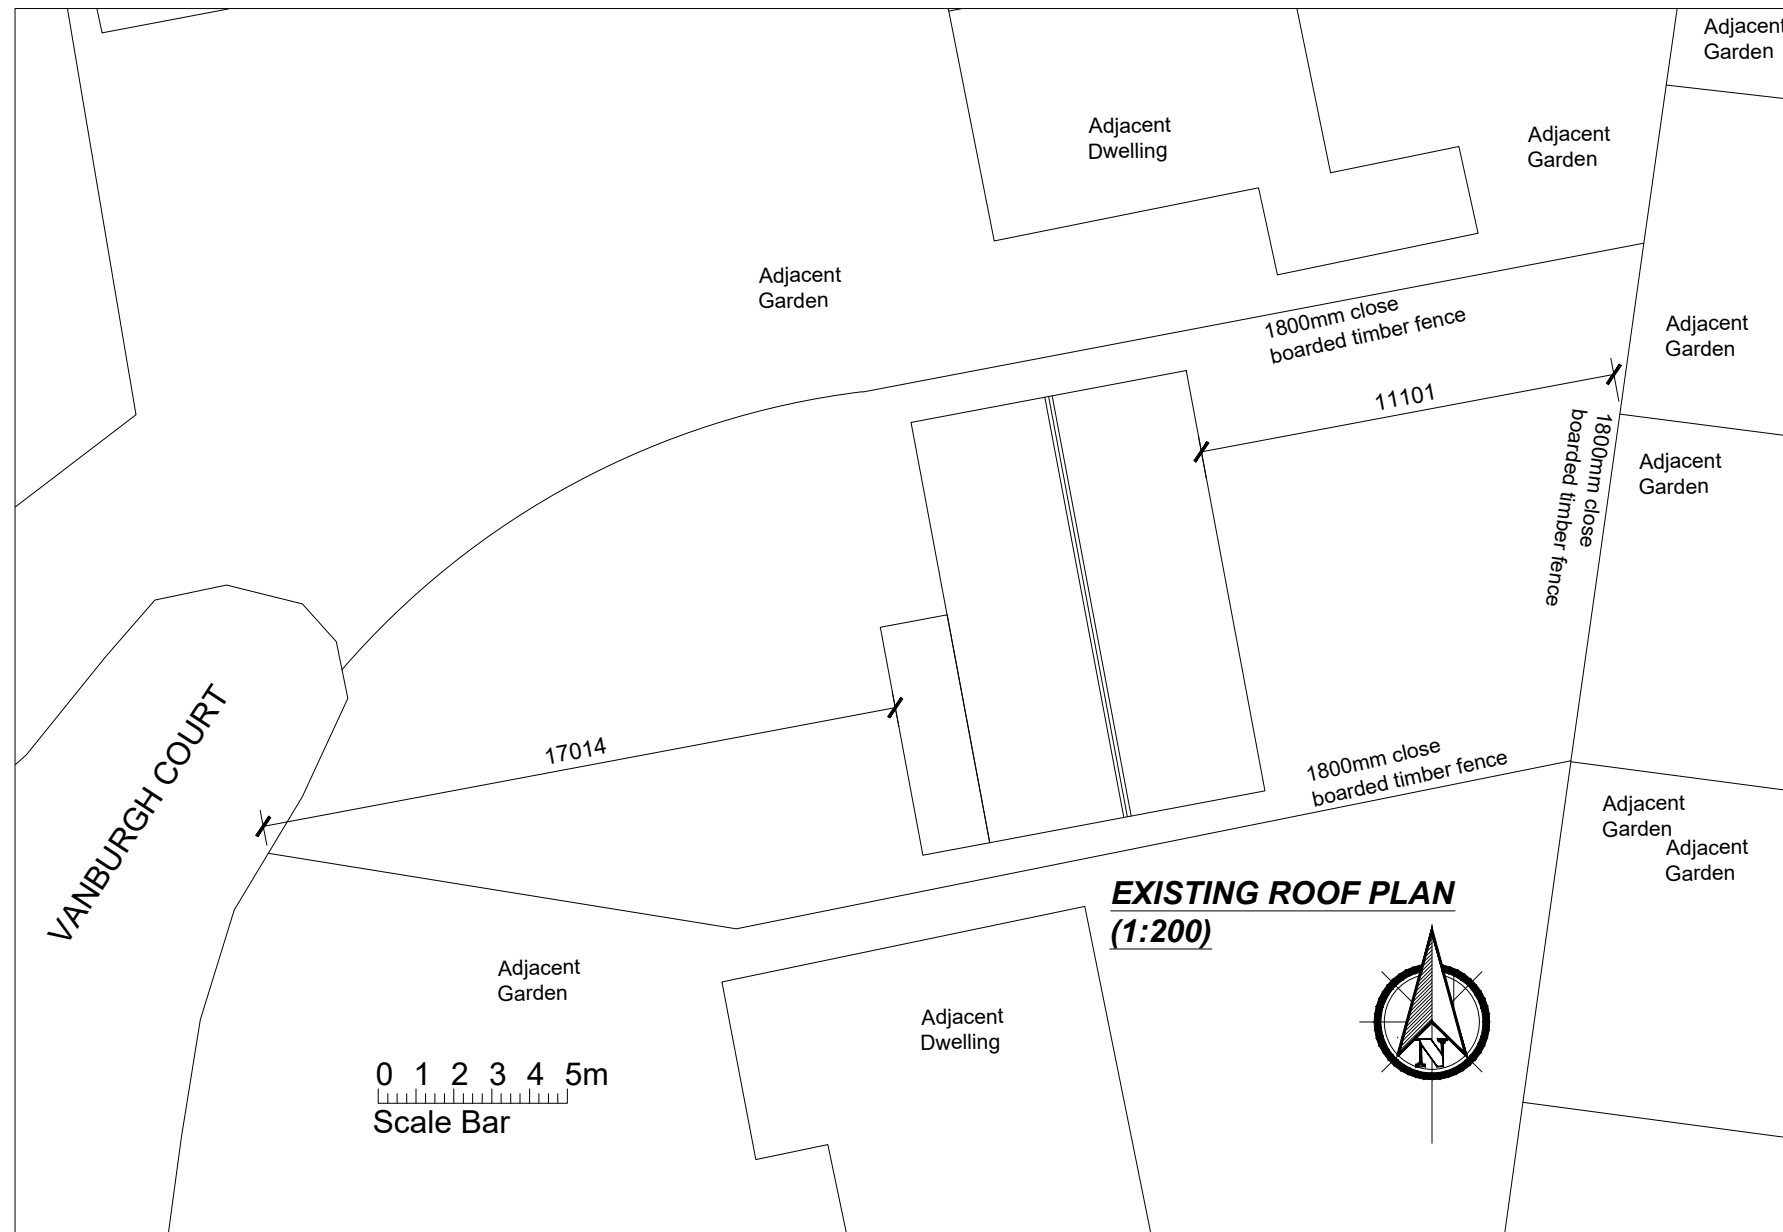 Adjacent
Garden
Adjacent
Dwelling
Adjacent
Garden
Adjacent
Garden
1800mm close
boarded timber fence
Adjacent
Garden
11101
1800mm close
boarded timber fence
Adjacent
Garden
VANBURGH COURT
17014
1800mm close
boarded timber fence
Adjacent
Garden
Adjacent
Garden
EXISTING ROOF PLAN
(1:200)
Adjacent
Garden
Adjacent
Dwelling
N
0 1 2 3 4 5m
Scale Bar